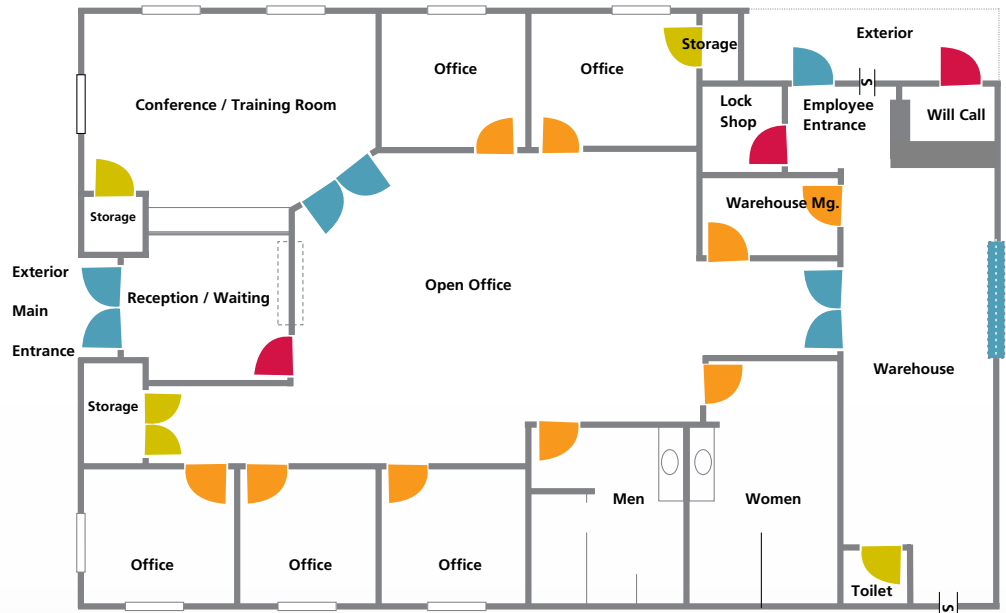 Exterior
Storage
Office
Office
Conference / Training Room
Lock
Shop
Employee
Entrance
Will Call
S
Storage
Warehouse Mg.
Exterior
Main
Entrance
Reception / Waiting
Open Office
Warehouse
Storage
Men
Women
Office
Office
Office
Toilet
S